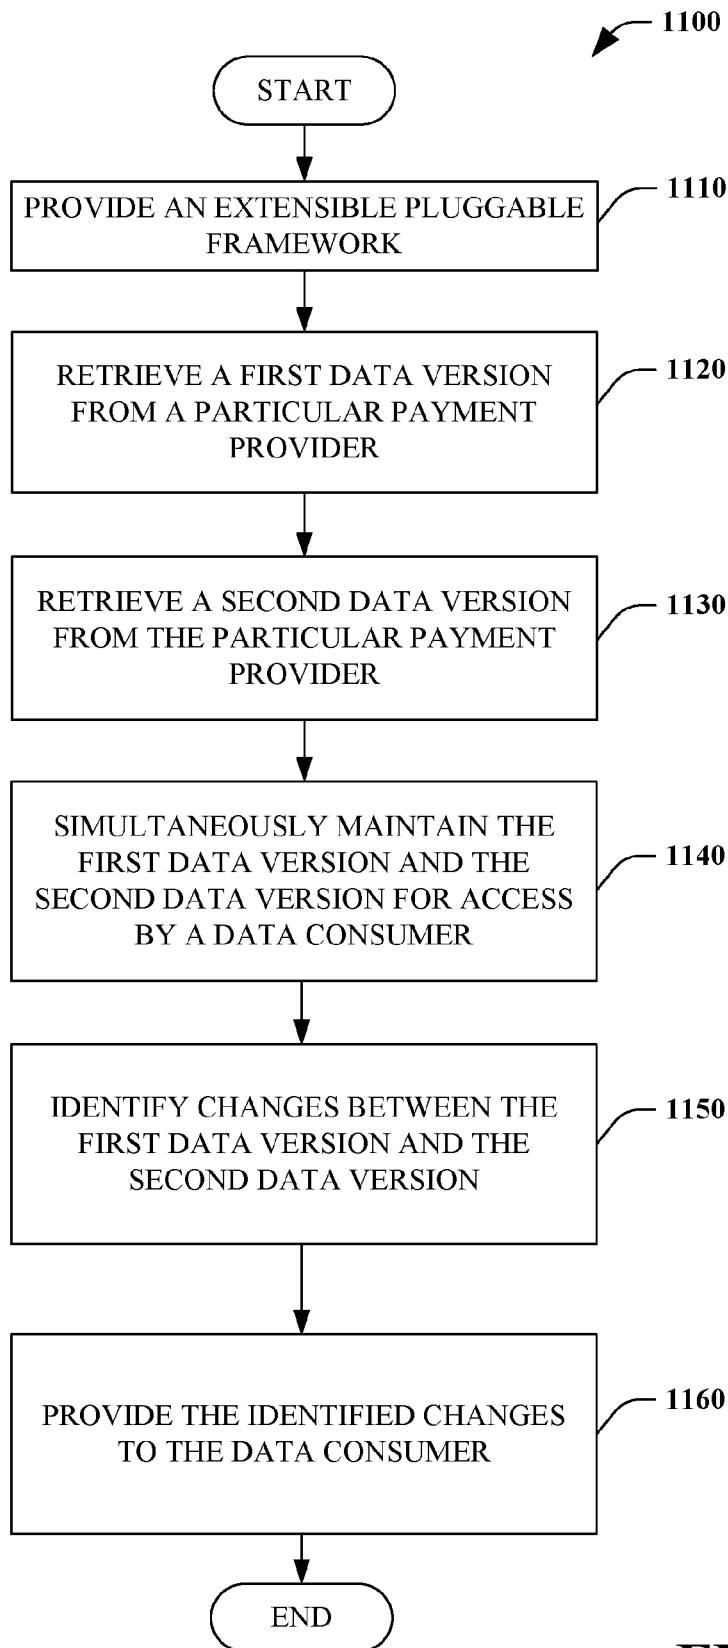 1100
START
1110
PROVIDE AN EXTENSIBLE PLUGGABLE
FRAMEWORK
1120
RETRIEVE A FIRST DATA VERSION
FROM A PARTICULAR PAYMENT
PROVIDER
1130
RETRIEVE A SECOND DATA VERSION
FROM THE PARTICULAR PAYMENT
PROVIDER
1140
SIMULTANEOUSLY MAINTAIN THE
FIRST DATA VERSION AND THE
SECOND DATA VERSION FOR ACCESS
BY A DATA CONSUMER
1150
IDENTIFY CHANGES BETWEEN THE
FIRST DATA VERSION AND THE
SECOND DATA VERSION
1160
PROVIDE THE IDENTIFIED CHANGES
TO THE DATA CONSUMER
END